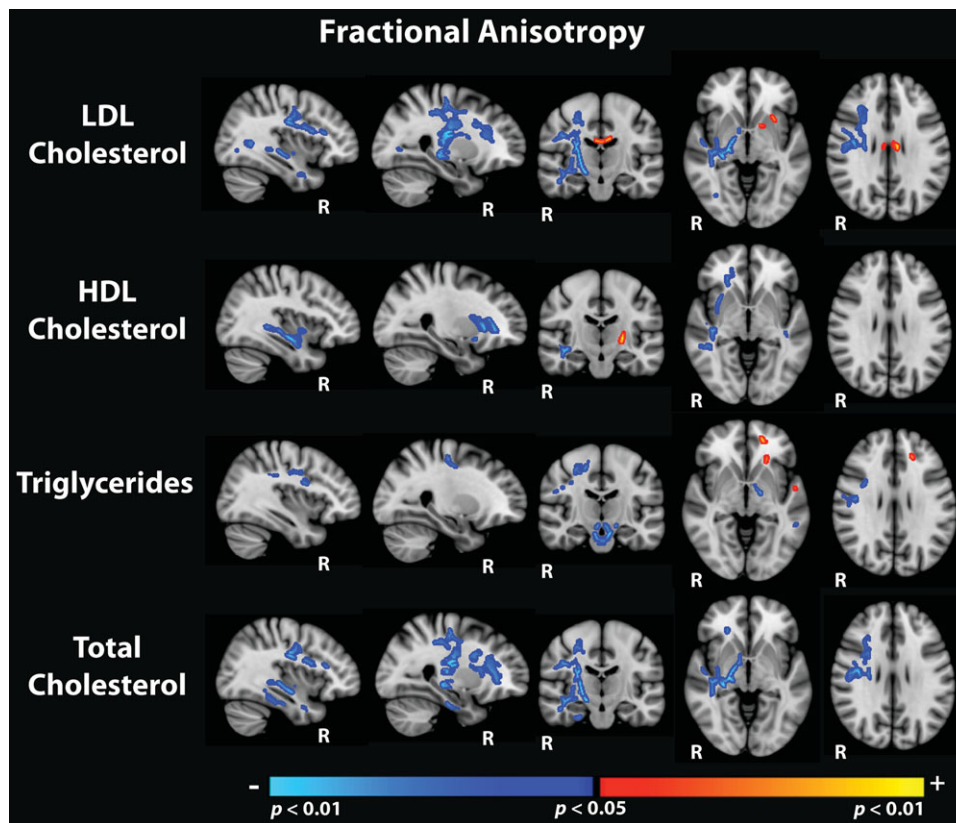 Fractional Anisotropy
LDL
Cholesterol
R R R R R
HDL
Cholesterol
R R R R R
Triglycerides
R R R R R
Total
Cholesterol
R R R R R
- +
p < 0.01 p < 0.05 p < 0.01